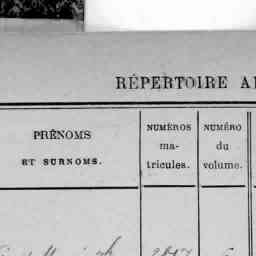 RÉPERTOIRE A
PRÉNOMS
ET SURNOMS.
NUMÉROS
ma-
tricules.
NUMÉRO
du
volume.